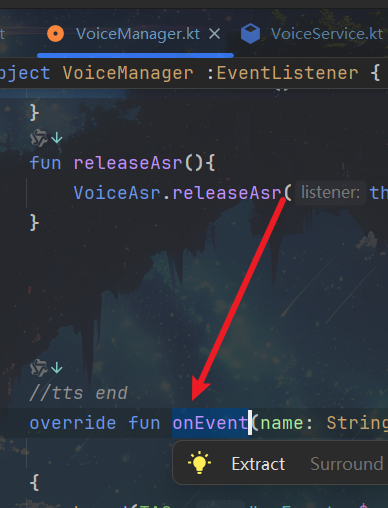 t VoiceManager.kt VoiceService.kt
object VoiceManager :EventListener {
}
fun releaseAsr(){
VoiceAsr.releaseAsr( listener: th
}
//tts end
override fun onEvent(name: String
Extract Surround
{